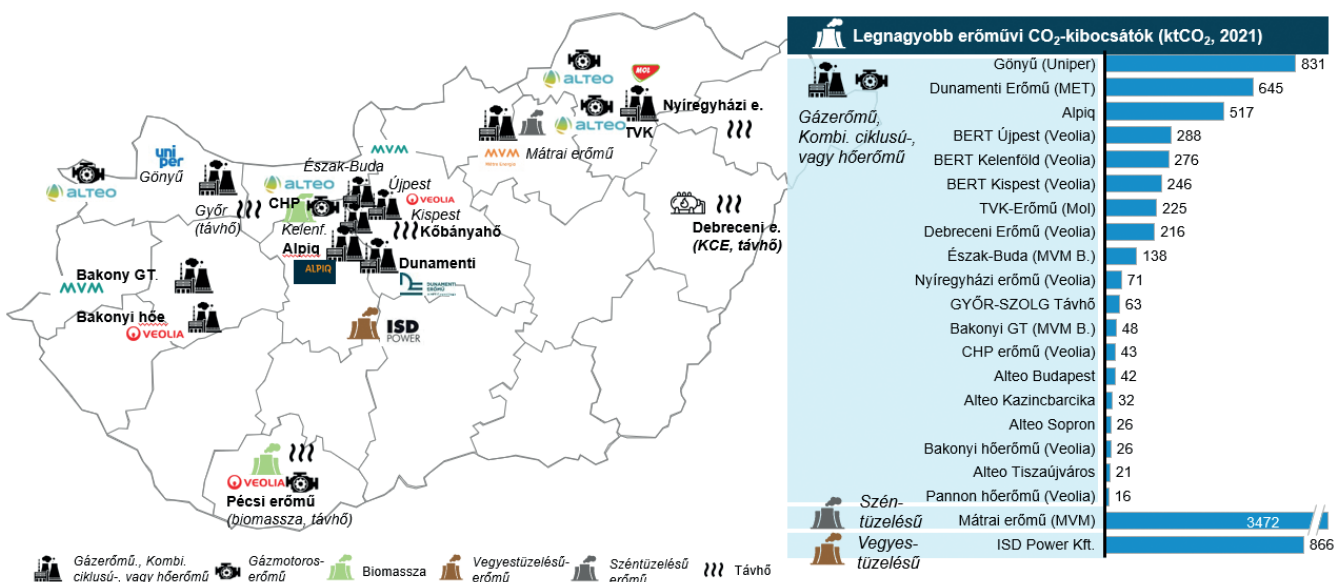 ALTEO
MOL
Nyíregyházi e.
ALTEO
TVK
MVM
MVM
Mátra Energia
Mátrai erőmű
uni
per
Gönyű
ALTEO
Győr
(távhő)
Észak-Buda
ALTEO
CHP
Újpest
VEOLIA
Kispest
Kőbányahő
Kelenf.
Alpiq
ALPIQ
Dunamenti
DUNAMENTI
ERŐMŰ
Debreceni e.
(KCE, távhő)
Bakony GT.
MVM
Bakonyi hőe
VEOLIA
ISD
POWER
VEOLIA
Pécsi erőmű
(biomassza, távhő)
Gázerőmű., Kombi.
ciklusú-, vagy hőerőmű
Gázmotoros-
erőmű
Biomassza
Vegyestüzelésű-
erőmű
Széntüzelésű
erőmű
Távhő
Legnagyobb erőművi CO₂-kibocsátók (ktCO₂, 2021)
Gázerőmű,
Kombi. ciklusú-,
vagy hőerőmű
Gönyű (Uniper) 831
Dunamenti Erőmű (MET) 645
Alpiq 517
BERT Újpest (Veolia) 288
BERT Kelenföld (Veolia) 276
BERT Kispest (Veolia) 246
TVK-Erőmű (Mol) 225
Debreceni Erőmű (Veolia) 216
Észak-Buda (MVM B.) 138
Nyíregyházi erőmű (Veolia) 71
GYŐR-SZOLG Távhő 63
Bakonyi GT (MVM B.) 48
CHP erőmű (Veolia) 43
Alteo Budapest 42
Alteo Kazincbarcika 32
Alteo Sopron 26
Bakonyi hőerőmű (Veolia) 26
Alteo Tiszaújváros 21
Pannon hőerőmű (Veolia) 16
Szén-
tüzelésű
Mátrai erőmű (MVM) 3472
Vegyes-
tüzelésű
ISD Power Kft. 866